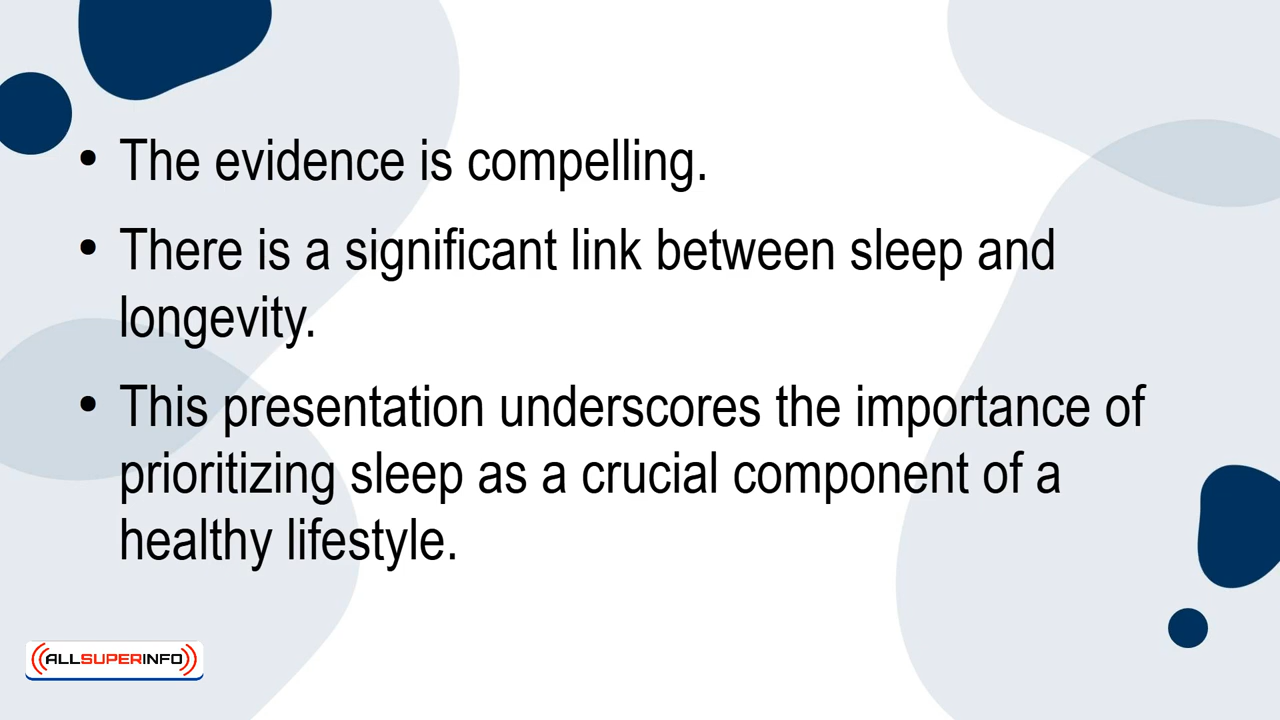 • The evidence is compelling.
• There is a significant link between sleep and
longevity.
• This presentation underscores the importance of
prioritizing sleep as a crucial component of a
healthy lifestyle.
ALLSUPERINFO